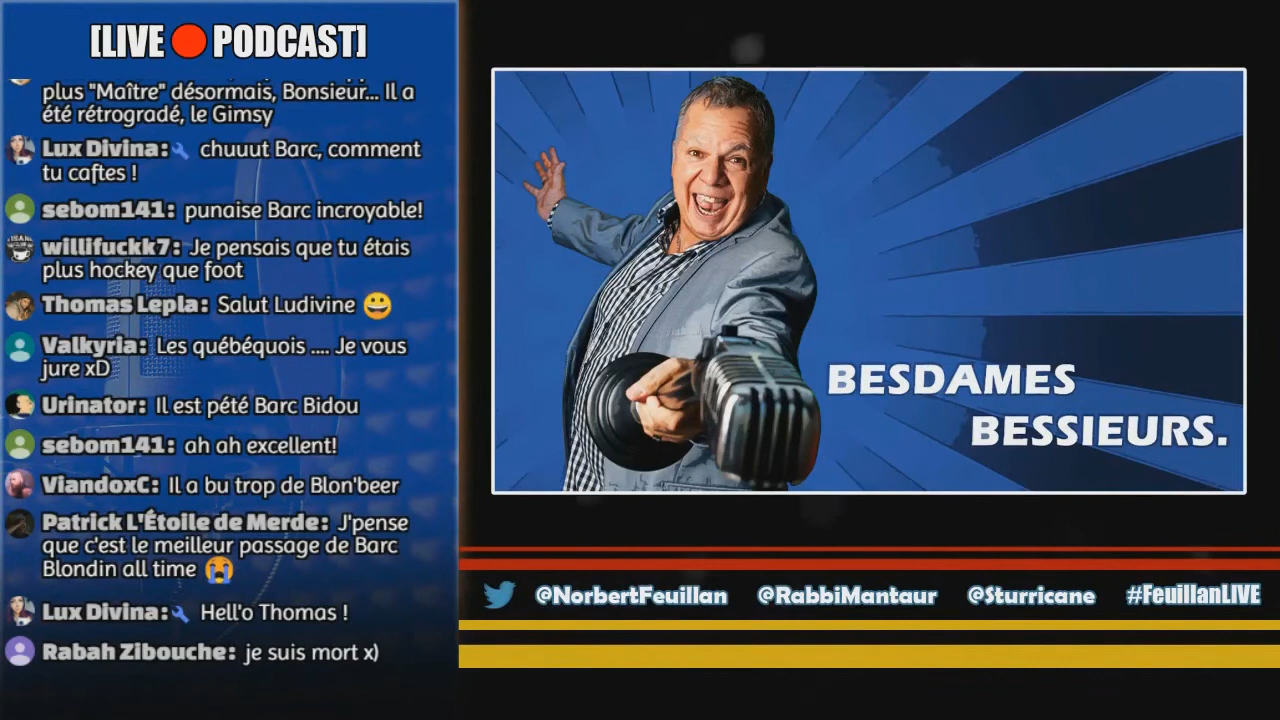 [LIVE PODCAST]
plus "Maître" désormais, Bonsieur... Il a
été rétrogradé, le Gimsy
Lux Divina: chuuut Barc, comment
tu caftes !
sebom141: punaise Barc incroyable!
willifuckk7: Je pensais que tu étais
plus hockey que foot
Thomas Lepla: Salut Ludivine 😀
Valkyria: Les québéquois .... Je vous
jure xD
Urinator: Il est pété Barc Bidou
sebom141: ah ah excellent!
ViandoxC: Il a bu trop de Blon'beer
Patrick L'Étoile de Merde: J'pense
que c'est le meilleur passage de Barc
Blondin all time 😭
Lux Divina: Hell'o Thomas !
Rabah Zibouche: je suis mort x)
BESDAMES
BESSIEURS.
@NorbertFeuillan @RabbiMantaur @Sturricane #FeuillanLIVE